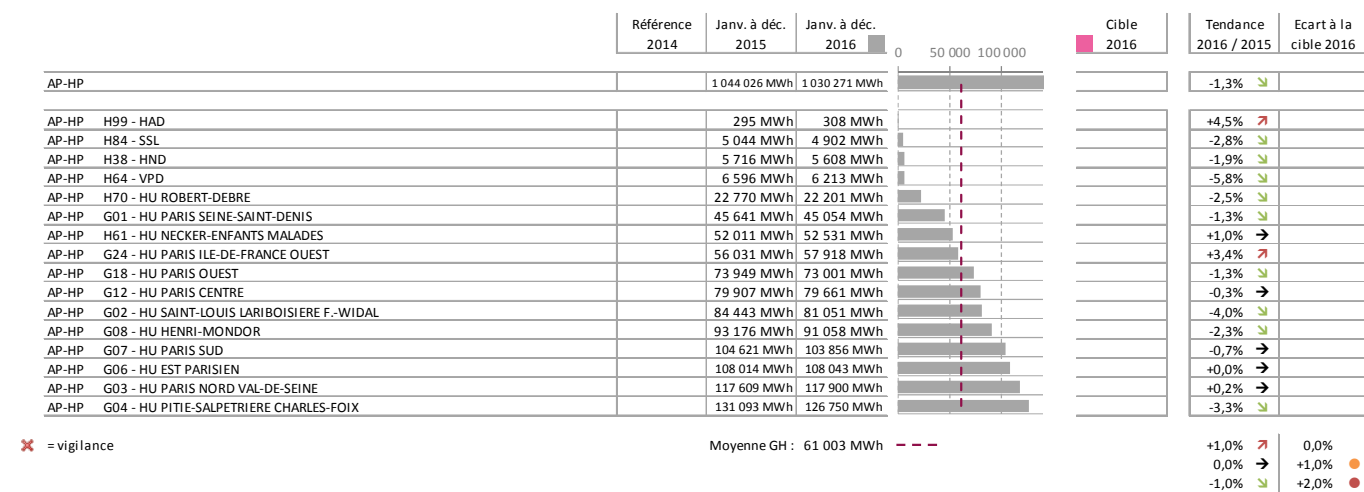 Référence Janv. à déc. Janv. à déc. Cible Tendance Ecart à la
2014 2015 2016 0 50 000 100 000 2016 2016 / 2015 cible 2016
AP-HP 1 044 026 MWh 1 030 271 MWh -1,3%
AP-HP H99 - HAD 295 MWh 308 MWh +4,5%
AP-HP H84 - SSL 5 044 MWh 4 902 MWh -2,8%
AP-HP H38 - HND 5 716 MWh 5 608 MWh -1,9%
AP-HP H64 - VPD 6 596 MWh 6 213 MWh -5,8%
AP-HP H70 - HU ROBERT-DEBRE 22 770 MWh 22 201 MWh -2,5%
AP-HP G01 - HU PARIS SEINE-SAINT-DENIS 45 641 MWh 45 054 MWh -1,3%
AP-HP H61 - HU NECKER-ENFANTS MALADES 52 011 MWh 52 531 MWh +1,0%
AP-HP G24 - HU PARIS ILE-DE-FRANCE OUEST 56 031 MWh 57 918 MWh +3,4%
AP-HP G18 - HU PARIS OUEST 73 949 MWh 73 001 MWh -1,3%
AP-HP G12 - HU PARIS CENTRE 79 907 MWh 79 661 MWh -0,3%
AP-HP G02 - HU SAINT-LOUIS LARIBOISIERE F.-WIDAL 84 443 MWh 81 051 MWh -4,0%
AP-HP G08 - HU HENRI-MONDOR 93 176 MWh 91 058 MWh -2,3%
AP-HP G07 - HU PARIS SUD 104 621 MWh 103 856 MWh -0,7%
AP-HP G06 - HU EST PARISIEN 108 014 MWh 108 043 MWh +0,0%
AP-HP G03 - HU PARIS NORD VAL-DE-SEINE 117 609 MWh 117 900 MWh +0,2%
AP-HP G04 - HU PITIE-SALPETRIERE CHARLES-FOIX 131 093 MWh 126 750 MWh -3,3%
= vigilance Moyenne GH : 61 003 MWh +1,0% 0,0%
0,0% +1,0%
-1,0% +2,0%